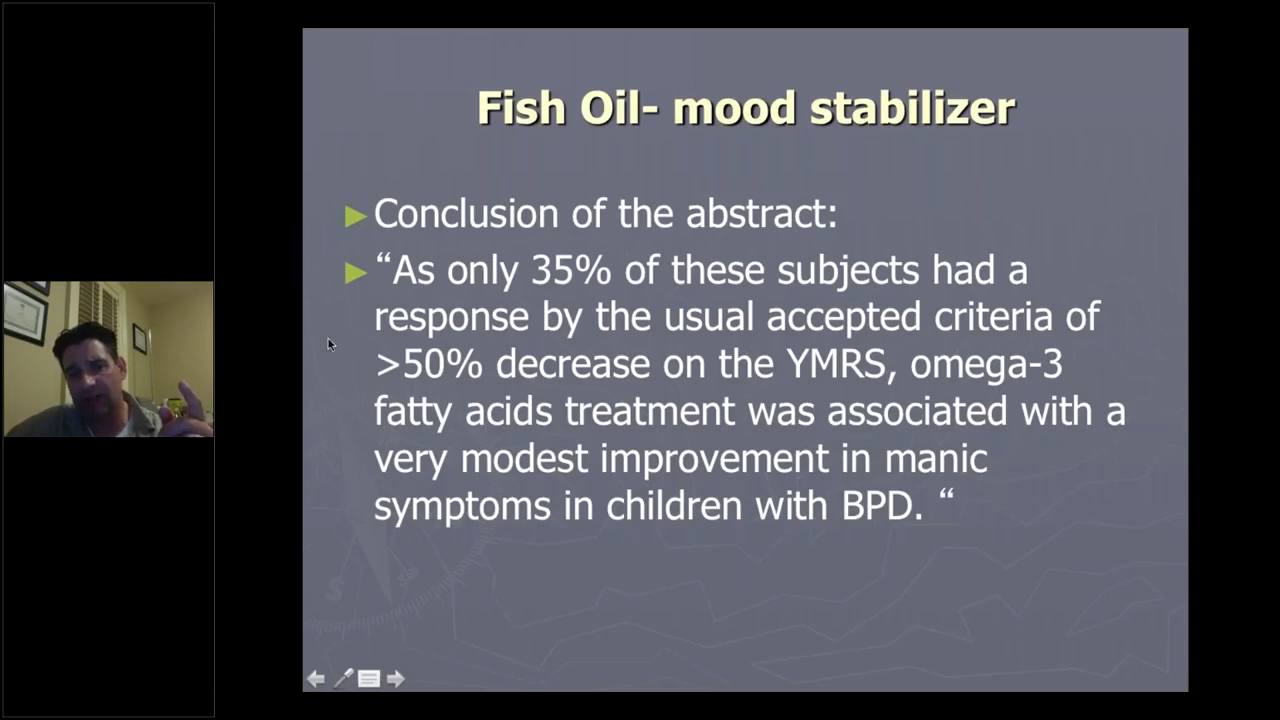 Fish Oil- mood stabilizer
►Conclusion of the abstract:
►“As only 35% of these subjects had a
response by the usual accepted criteria of
>50% decrease on the YMRS, omega-3
fatty acids treatment was associated with a
very modest improvement in manic
symptoms in children with BPD. “